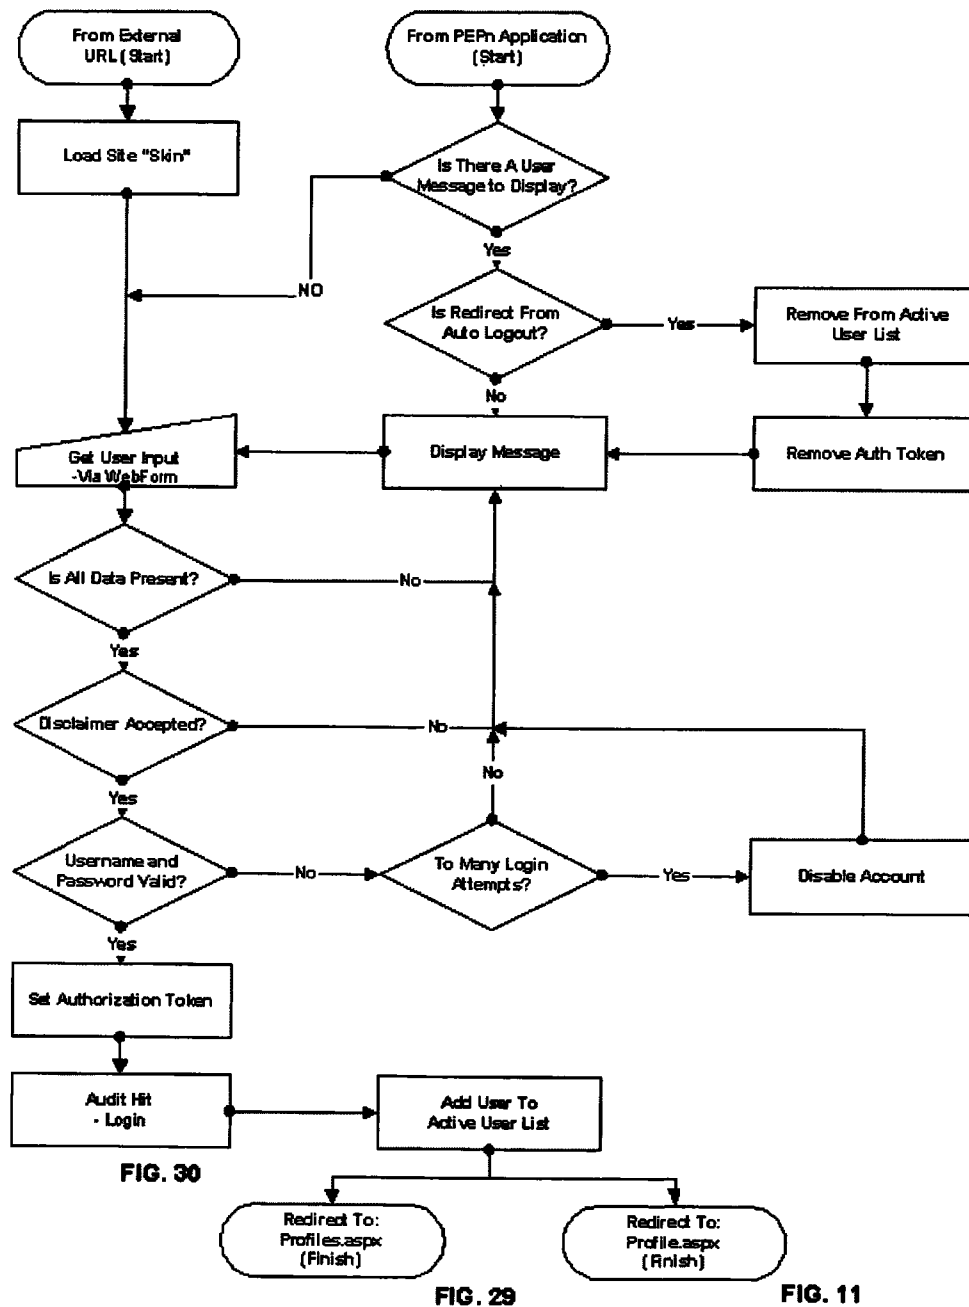 From External
URL (Start)
From PEPn Application
(Start)
Load Site "Skin"
Is There A User
Message to Display?
Yes
NO
Is Redirect From
Auto Logout?
Yes
Remove From Active
User List
No
Get User Input
-Via WebForm
Display Message
Remove Auth Token
Is All Data Present?
No
Yes
Disclaimer Accepted?
No
No
Yes
Username and
Password Valid?
No
To Many Login
Attempts?
Yes
Disable Account
Yes
Set Authorization Token
Audit Hit
- Login
Add User To
Active User List
FIG. 30
Redirect To:
Profiles.aspx
(Finish)
Redirect To:
Profile.aspx
(Finish)
FIG. 29
FIG. 11